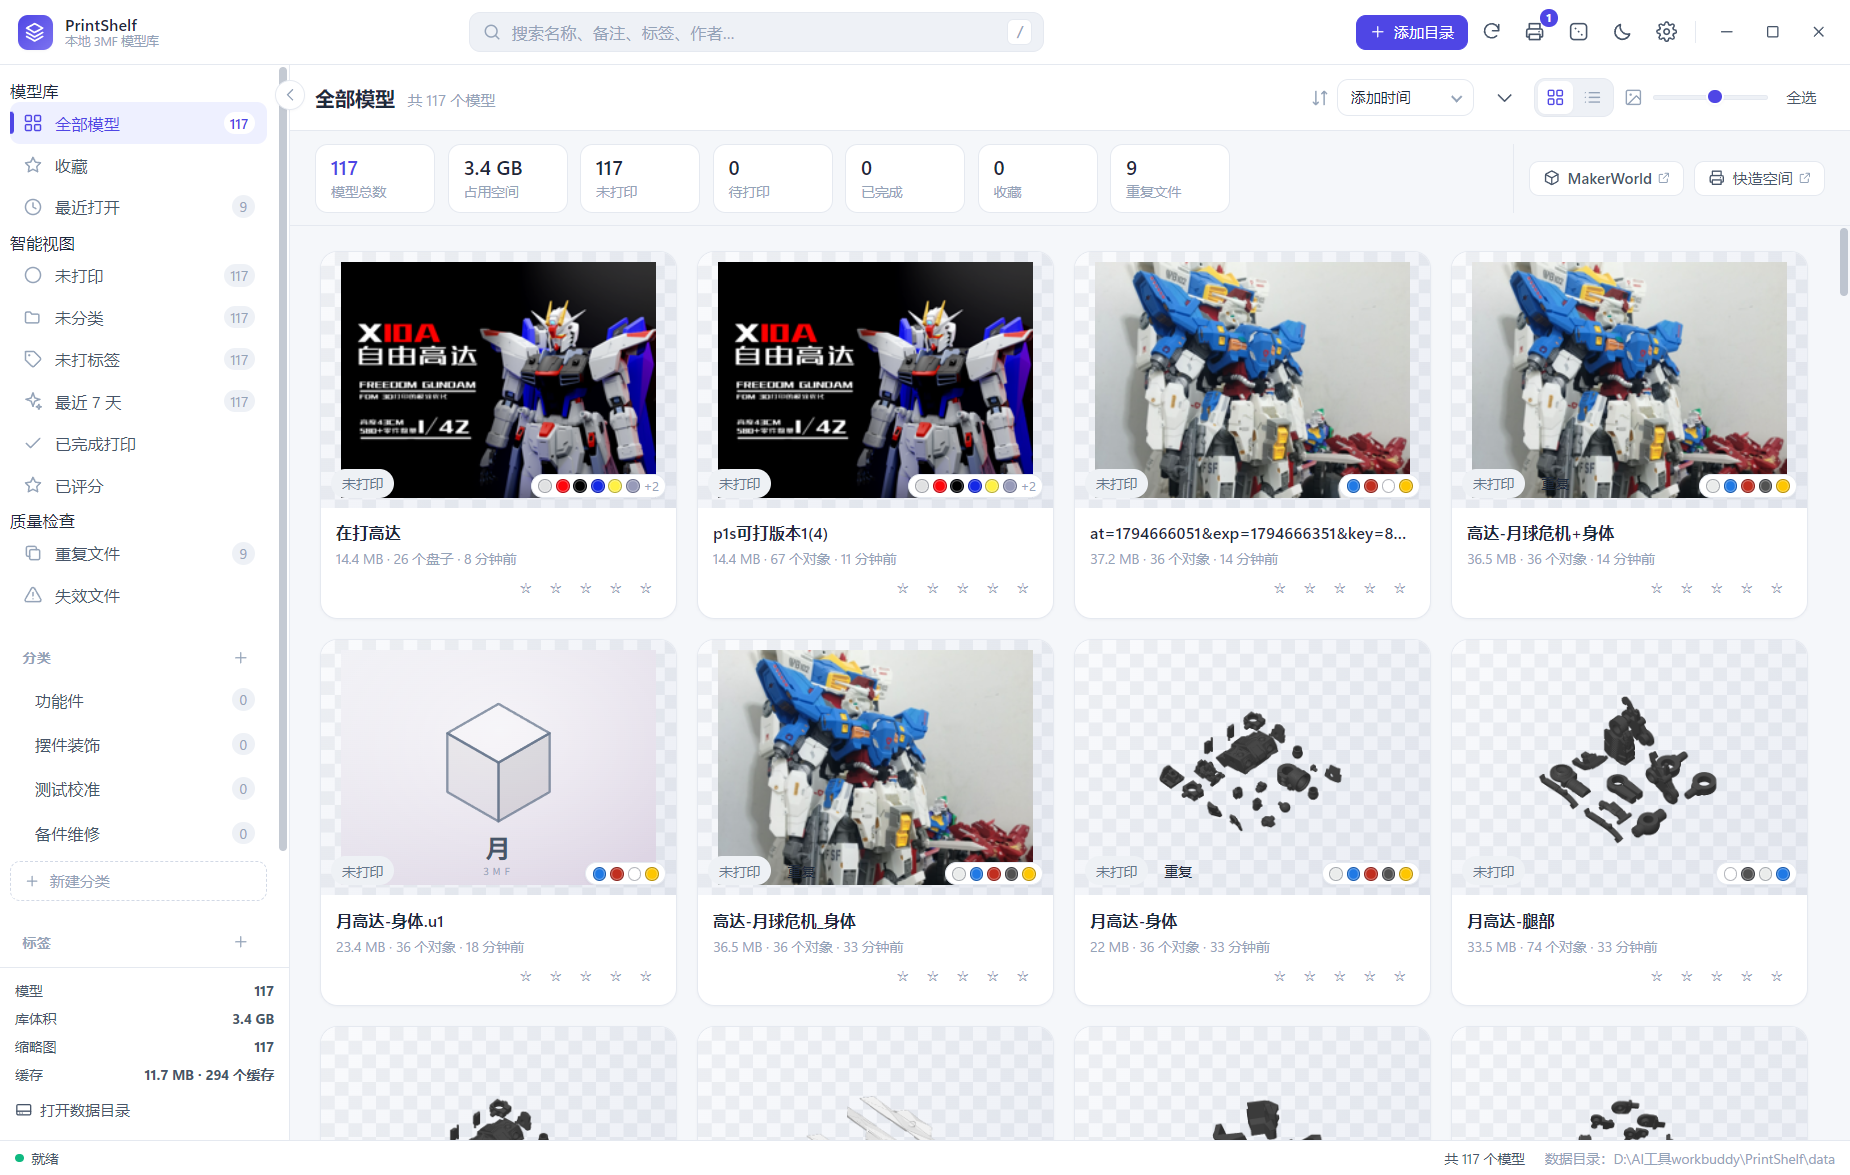 PrintShelf
本地 3MF 模型库
搜索名称、备注、标签、作者...
/
添加目录
1
模型库
全部模型
117
收藏
最近打开
9
智能视图
未打印
117
未分类
117
未打标签
117
最近 7 天
117
已完成打印
已评分
质量检查
重复文件
9
失效文件
分类
功能件
0
摆件装饰
0
测试校准
0
备件维修
0
新建分类
标签
模型
117
库体积
3.4 GB
缩略图
117
缓存
11.7 MB · 294 个缓存
打开数据目录
全部模型
共 117 个模型
添加时间
全选
117
模型总数
3.4 GB
占用空间
117
未打印
0
待打印
0
已完成
0
收藏
9
重复文件
MakerWorld
快造空间
X10A
自由高达
FREEDOM GUNDAM
1/42
未打印
+2
在打高达
14.4 MB · 26 个盘子 · 8 分钟前
X10A
自由高达
FREEDOM GUNDAM
1/42
未打印
+2
p1s可打版本1(4)
14.4 MB · 67 个对象 · 11 分钟前
未打印
at=1794666051&exp=1794666351&key=8...
37.2 MB · 36 个对象 · 14 分钟前
未打印
重复
高达-月球危机+身体
36.5 MB · 36 个对象 · 14 分钟前
月
3MF
未打印
月高达-身体.u1
23.4 MB · 36 个对象 · 18 分钟前
未打印
重复
高达-月球危机_身体
36.5 MB · 36 个对象 · 33 分钟前
未打印
重复
月高达-身体
22 MB · 36 个对象 · 33 分钟前
未打印
月高达-腿部
33.5 MB · 74 个对象 · 33 分钟前
就绪
共 117 个模型
数据目录：D:\AI工具workbuddy\PrintShelf\data